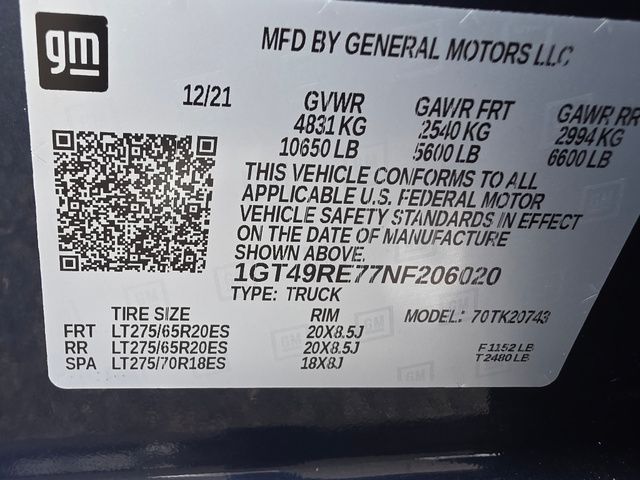 gm
MFD BY GENERAL MOTORS LLC
12/21 GVWR GAWR FRT GAWR RR
4831 KG 2540 KG 2994 KG
10650 LB 5600 LB 6600 LB
THIS VEHICLE CONFORMS TO ALL
APPLICABLE U.S. FEDERAL MOTOR
VEHICLE SAFETY STANDARDS IN EFFECT
ON THE DATE OF MANUFACTURE
SHOWN ABOVE.
1GT49RE77NF206020
TYPE: TRUCK
TIRE SIZE RIM MODEL: 70TK20743
FRT LT275/65R20ES 20X8.5J
RR LT275/65R20ES 20X8.5J F1152 LB
SPA LT275/70R18ES 18X8J T2480 LB